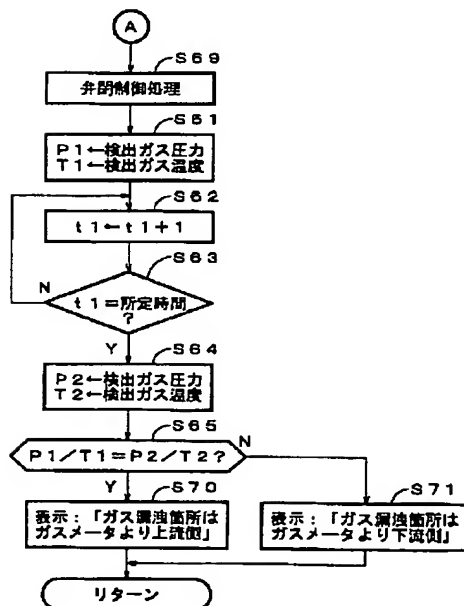 A
S69
弁閉制御処理
S61
P1←検出ガス圧力
T1←検出ガス温度
S62
t1←t1+1
S63
N
t1=所定時間
?
Y
S64
P2←検出ガス圧力
T2←検出ガス温度
S65
P1/T1=P2/T2?
N
Y
S70
S71
表示:「ガス漏洩箇所は
ガスメータより上流側」
表示:「ガス漏洩箇所は
ガスメータより下流側」
リターン